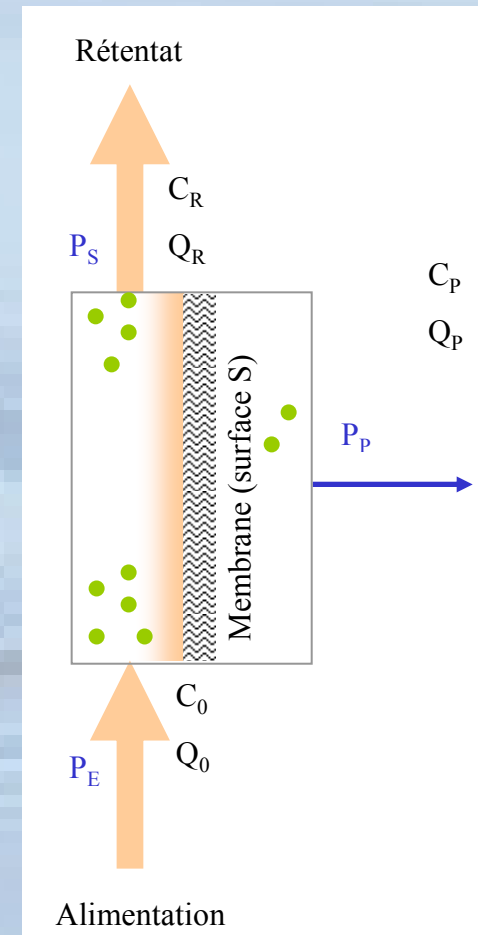 Rétentat
C_R
P_S
Q_R
C_P
Q_P
Membrane (surface S)
P_P
C_0
P_E
Q_0
Alimentation